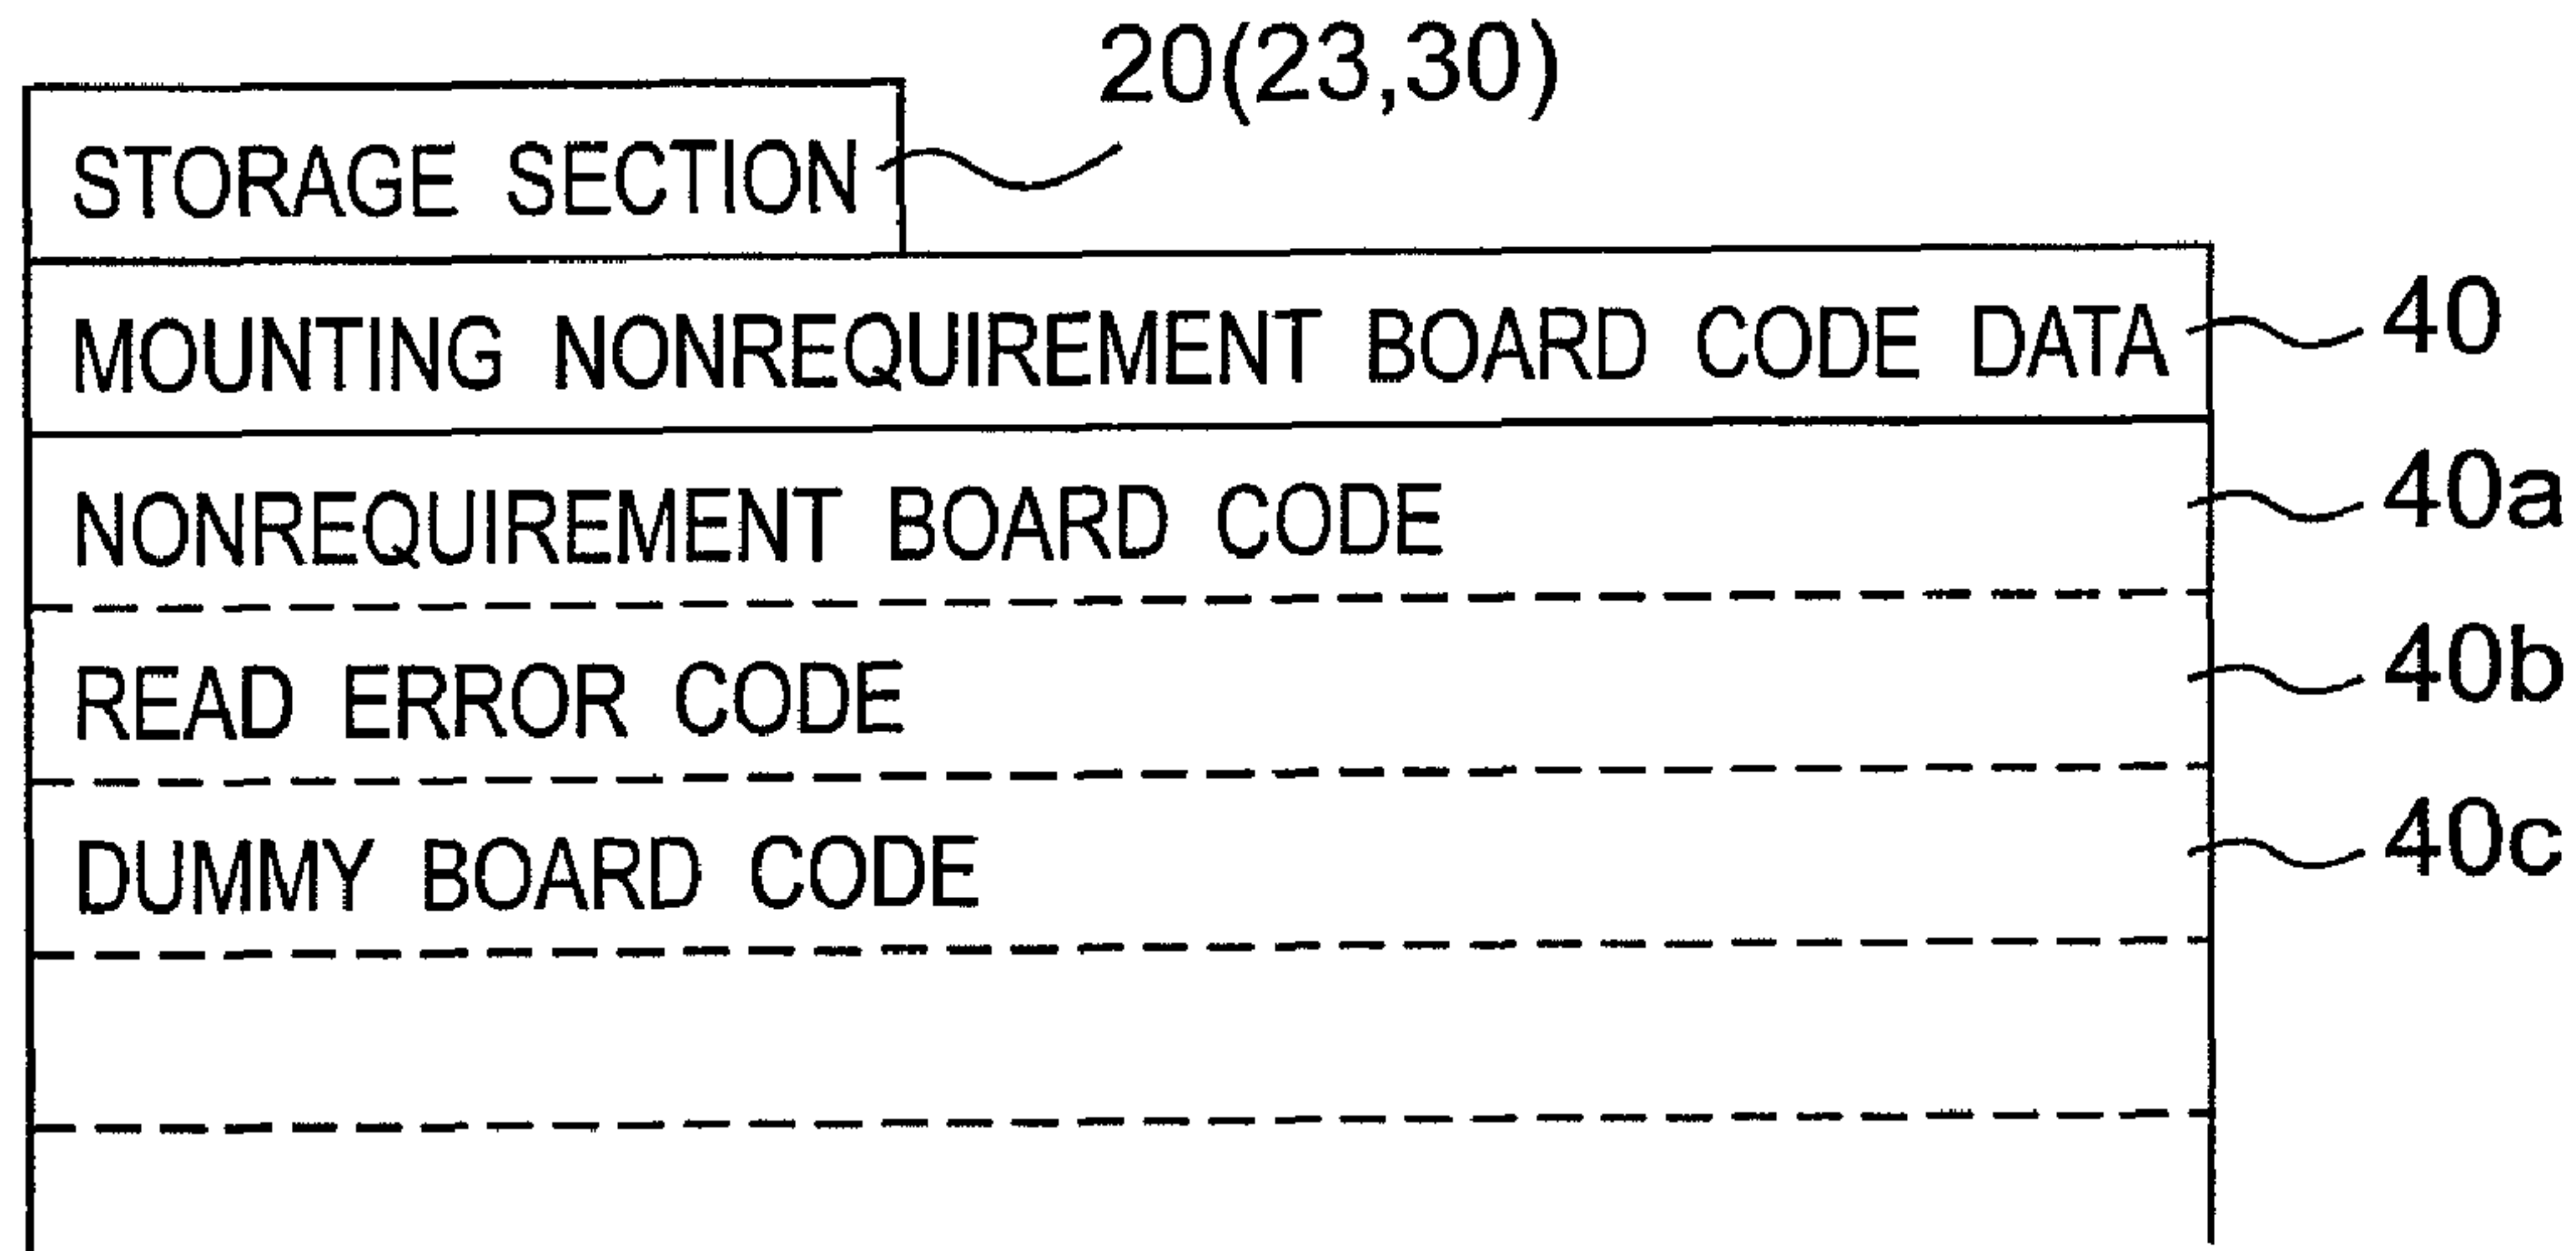 20(23,30)
STORAGE SECTION
MOUNTING NONREQUIREMENT BOARD CODE DATA 40
NONREQUIREMENT BOARD CODE 40a
READ ERROR CODE 40b
DUMMY BOARD CODE 40c